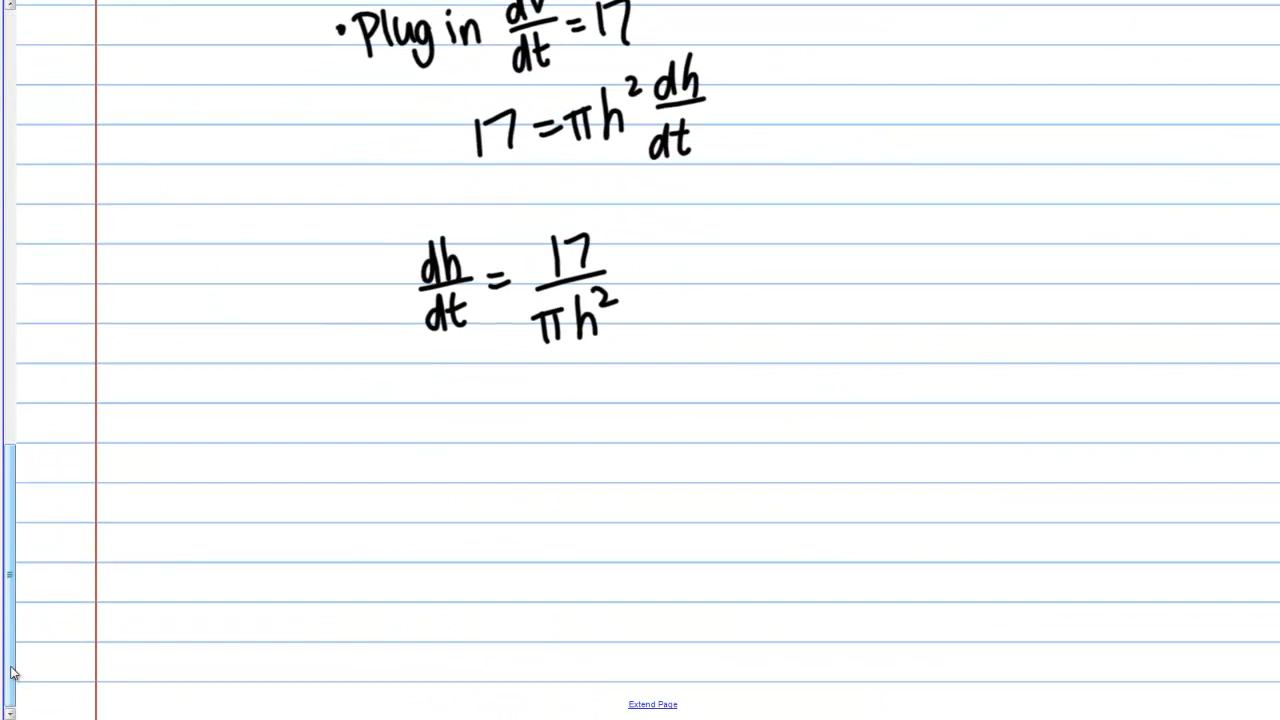 • Plug in dV/dt = 17
17 = πh² dh/dt
dh/dt = 17/πh²
Extend Page